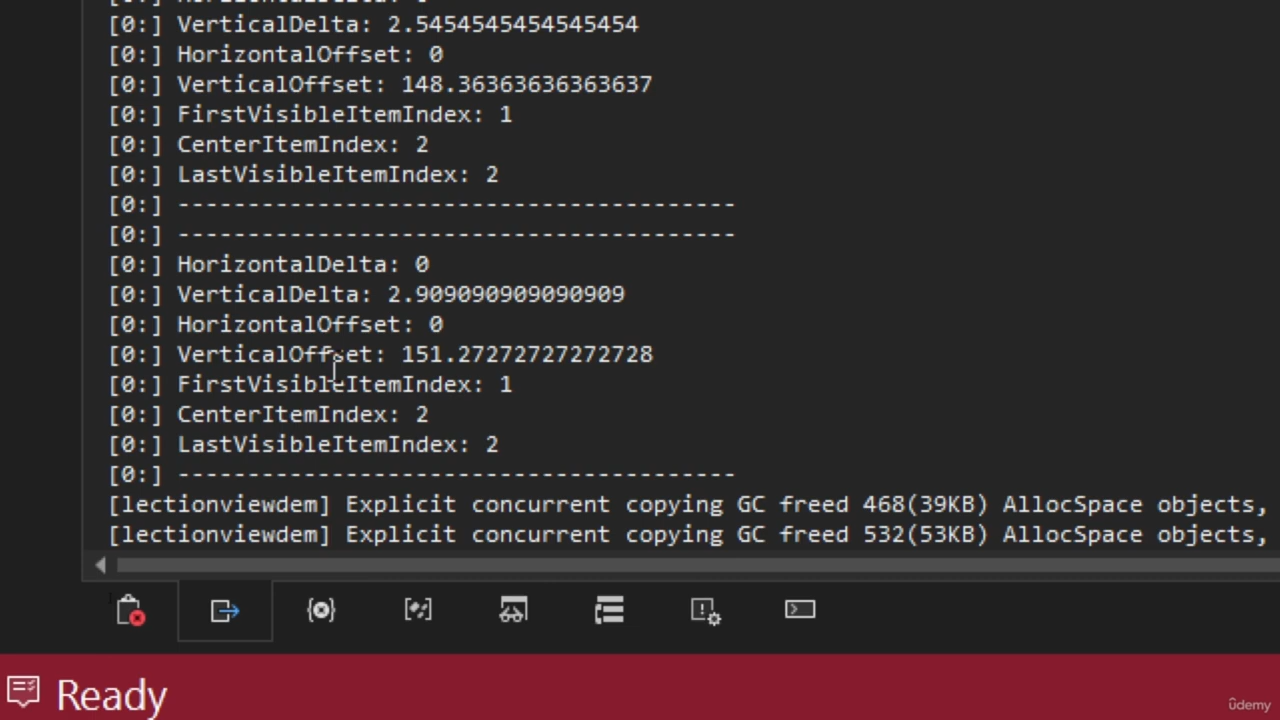 [0:] VerticalDelta: 2.5454545454545454
[0:] HorizontalOffset: 0
[0:] VerticalOffset: 148.36363636363637
[0:] FirstVisibleItemIndex: 1
[0:] CenterItemIndex: 2
[0:] LastVisibleItemIndex: 2
[0:] ----------------------------------------
[0:] ----------------------------------------
[0:] HorizontalDelta: 0
[0:] VerticalDelta: 2.909090909090909
[0:] HorizontalOffset: 0
[0:] VerticalOffset: 151.27272727272728
[0:] FirstVisibleItemIndex: 1
[0:] CenterItemIndex: 2
[0:] LastVisibleItemIndex: 2
[0:] ----------------------------------------
[lectionviewdem] Explicit concurrent copying GC freed 468(39KB) AllocSpace objects,
[lectionviewdem] Explicit concurrent copying GC freed 532(53KB) AllocSpace objects,
Ready
ûdemy